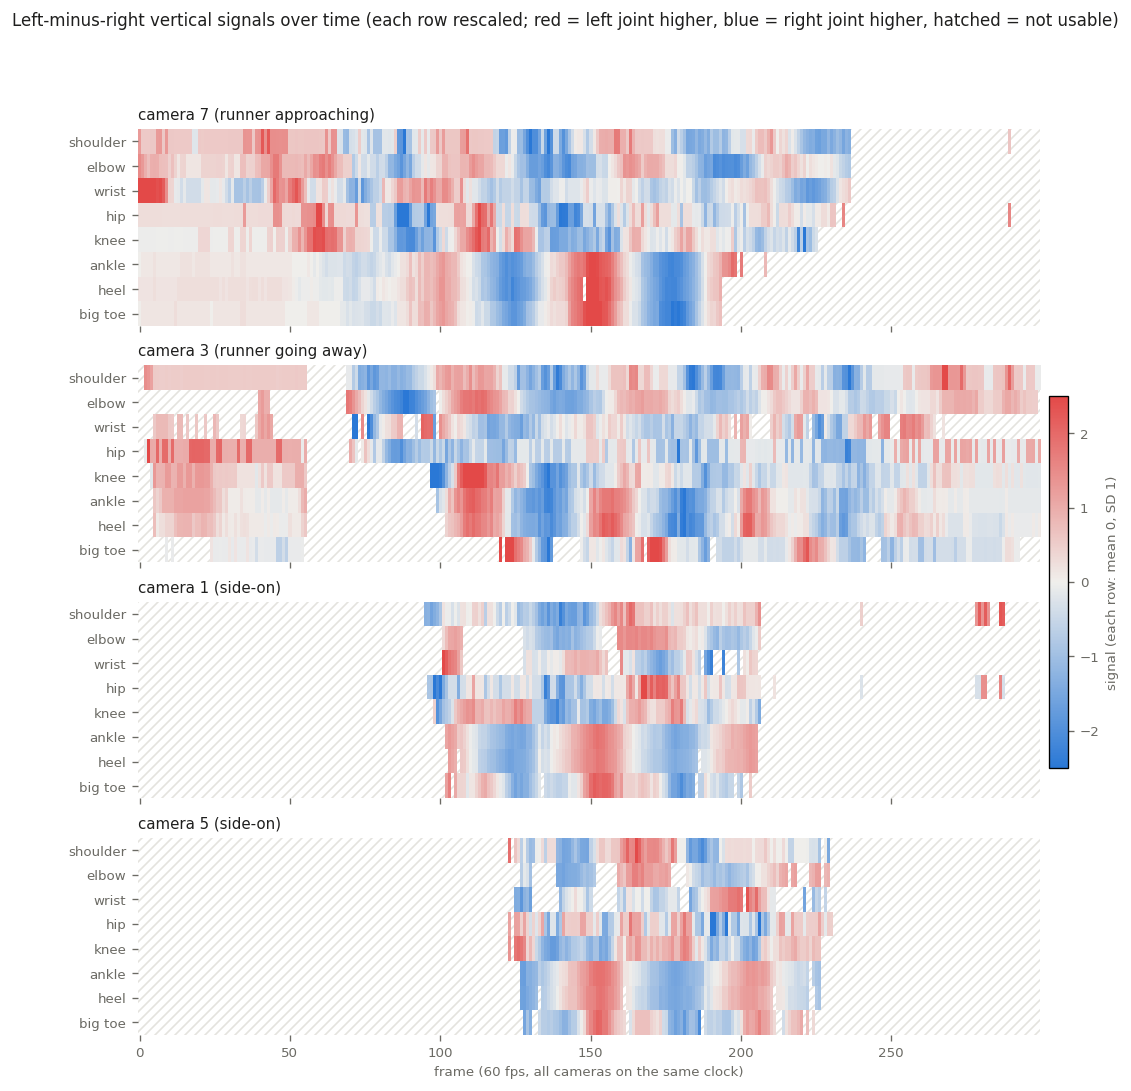 Left-minus-right vertical signals over time (each row rescaled; red = left joint higher, blue = right joint higher, hatched = not usable)
camera 7 (runner approaching)
shoulder
elbow
wrist
hip
knee
ankle
heel
big toe
camera 3 (runner going away)
shoulder
elbow
wrist
hip
knee
ankle
heel
big toe
camera 1 (side-on)
shoulder
elbow
wrist
hip
knee
ankle
heel
big toe
camera 5 (side-on)
shoulder
elbow
wrist
hip
knee
ankle
heel
big toe
0 50 100 150 200 250
frame (60 fps, all cameras on the same clock)
2
1
0
−1
−2
signal (each row: mean 0, SD 1)